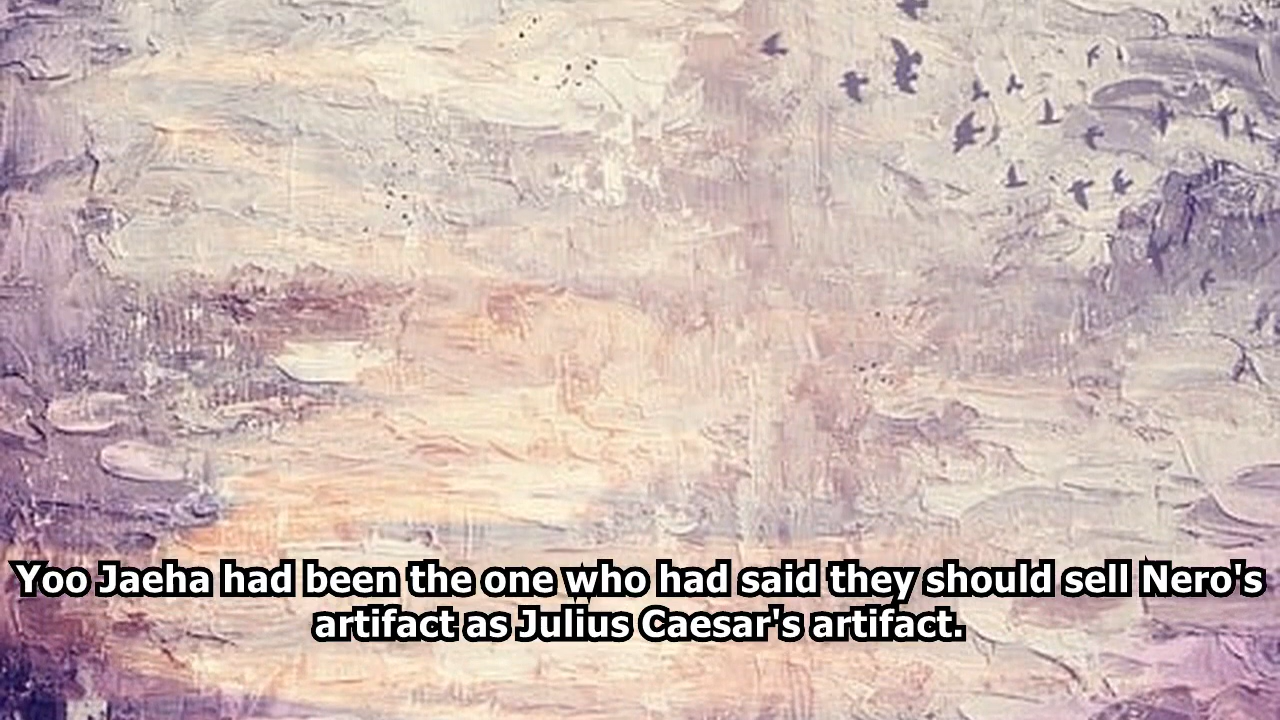 Yoo Jaeha had been the one who had said they should sell Nero's
artifact as Julius Caesar's artifact.